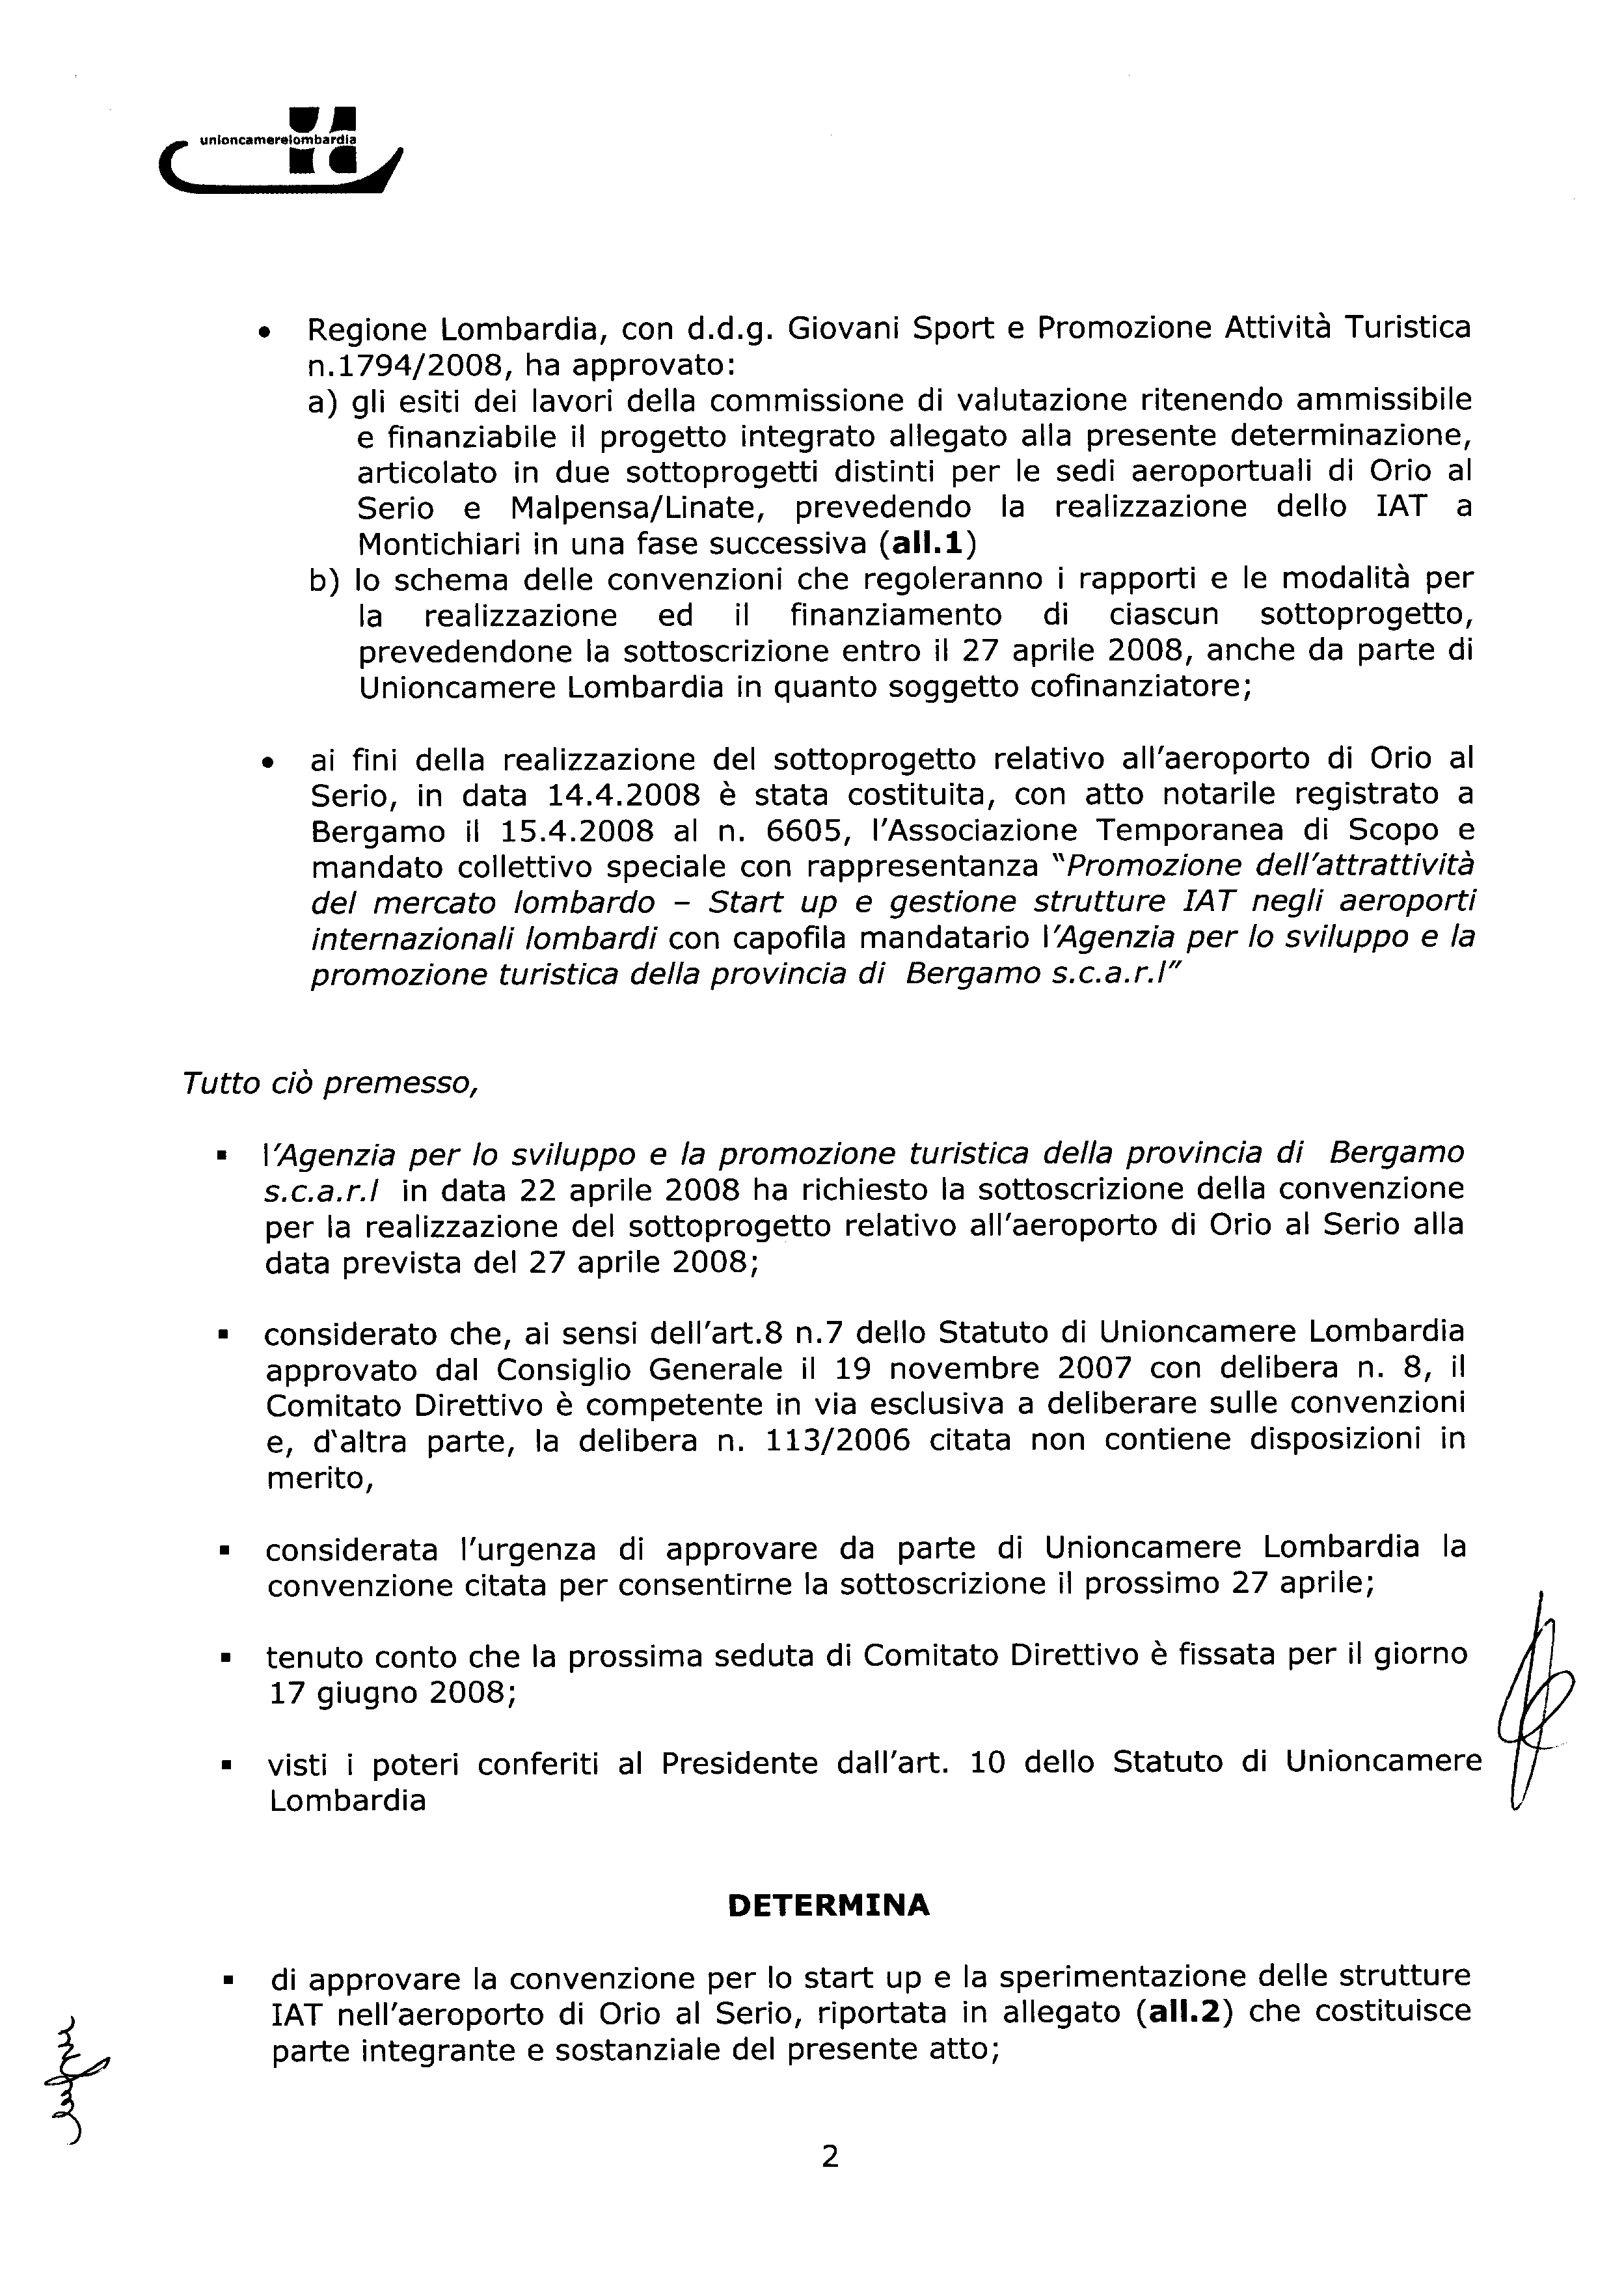 unioncamerelombardia
• Regione Lombardia, con d.d.g. Giovani Sport e Promozione Attività Turistica
n.1794/2008, ha approvato:
a) gli esiti dei lavori della commissione di valutazione ritenendo ammissibile
e finanziabile il progetto integrato allegato alla presente determinazione,
articolato in due sottoprogetti distinti per le sedi aeroportuali di Orio al
Serio e Malpensa/Linate, prevedendo la realizzazione dello IAT a
Montichiari in una fase successiva (all.1)
b) lo schema delle convenzioni che regoleranno i rapporti e le modalità per
la realizzazione ed il finanziamento di ciascun sottoprogetto,
prevedendone la sottoscrizione entro il 27 aprile 2008, anche da parte di
Unioncamere Lombardia in quanto soggetto cofinanziatore;
• ai fini della realizzazione del sottoprogetto relativo all'aeroporto di Orio al
Serio, in data 14.4.2008 è stata costituita, con atto notarile registrato a
Bergamo il 15.4.2008 al n. 6605, l'Associazione Temporanea di Scopo e
mandato collettivo speciale con rappresentanza "Promozione dell'attrattività
del mercato lombardo – Start up e gestione strutture IAT negli aeroporti
internazionali lombardi con capofila mandatario l'Agenzia per lo sviluppo e la
promozione turistica della provincia di Bergamo s.c.a.r.l"
Tutto ciò premesso,
▪ l'Agenzia per lo sviluppo e la promozione turistica della provincia di Bergamo
s.c.a.r.l in data 22 aprile 2008 ha richiesto la sottoscrizione della convenzione
per la realizzazione del sottoprogetto relativo all'aeroporto di Orio al Serio alla
data prevista del 27 aprile 2008;
▪ considerato che, ai sensi dell'art.8 n.7 dello Statuto di Unioncamere Lombardia
approvato dal Consiglio Generale il 19 novembre 2007 con delibera n. 8, il
Comitato Direttivo è competente in via esclusiva a deliberare sulle convenzioni
e, d'altra parte, la delibera n. 113/2006 citata non contiene disposizioni in
merito,
▪ considerata l'urgenza di approvare da parte di Unioncamere Lombardia la
convenzione citata per consentirne la sottoscrizione il prossimo 27 aprile;
▪ tenuto conto che la prossima seduta di Comitato Direttivo è fissata per il giorno
17 giugno 2008;
▪ visti i poteri conferiti al Presidente dall'art. 10 dello Statuto di Unioncamere
Lombardia
DETERMINA
▪ di approvare la convenzione per lo start up e la sperimentazione delle strutture
IAT nell'aeroporto di Orio al Serio, riportata in allegato (all.2) che costituisce
parte integrante e sostanziale del presente atto;
2